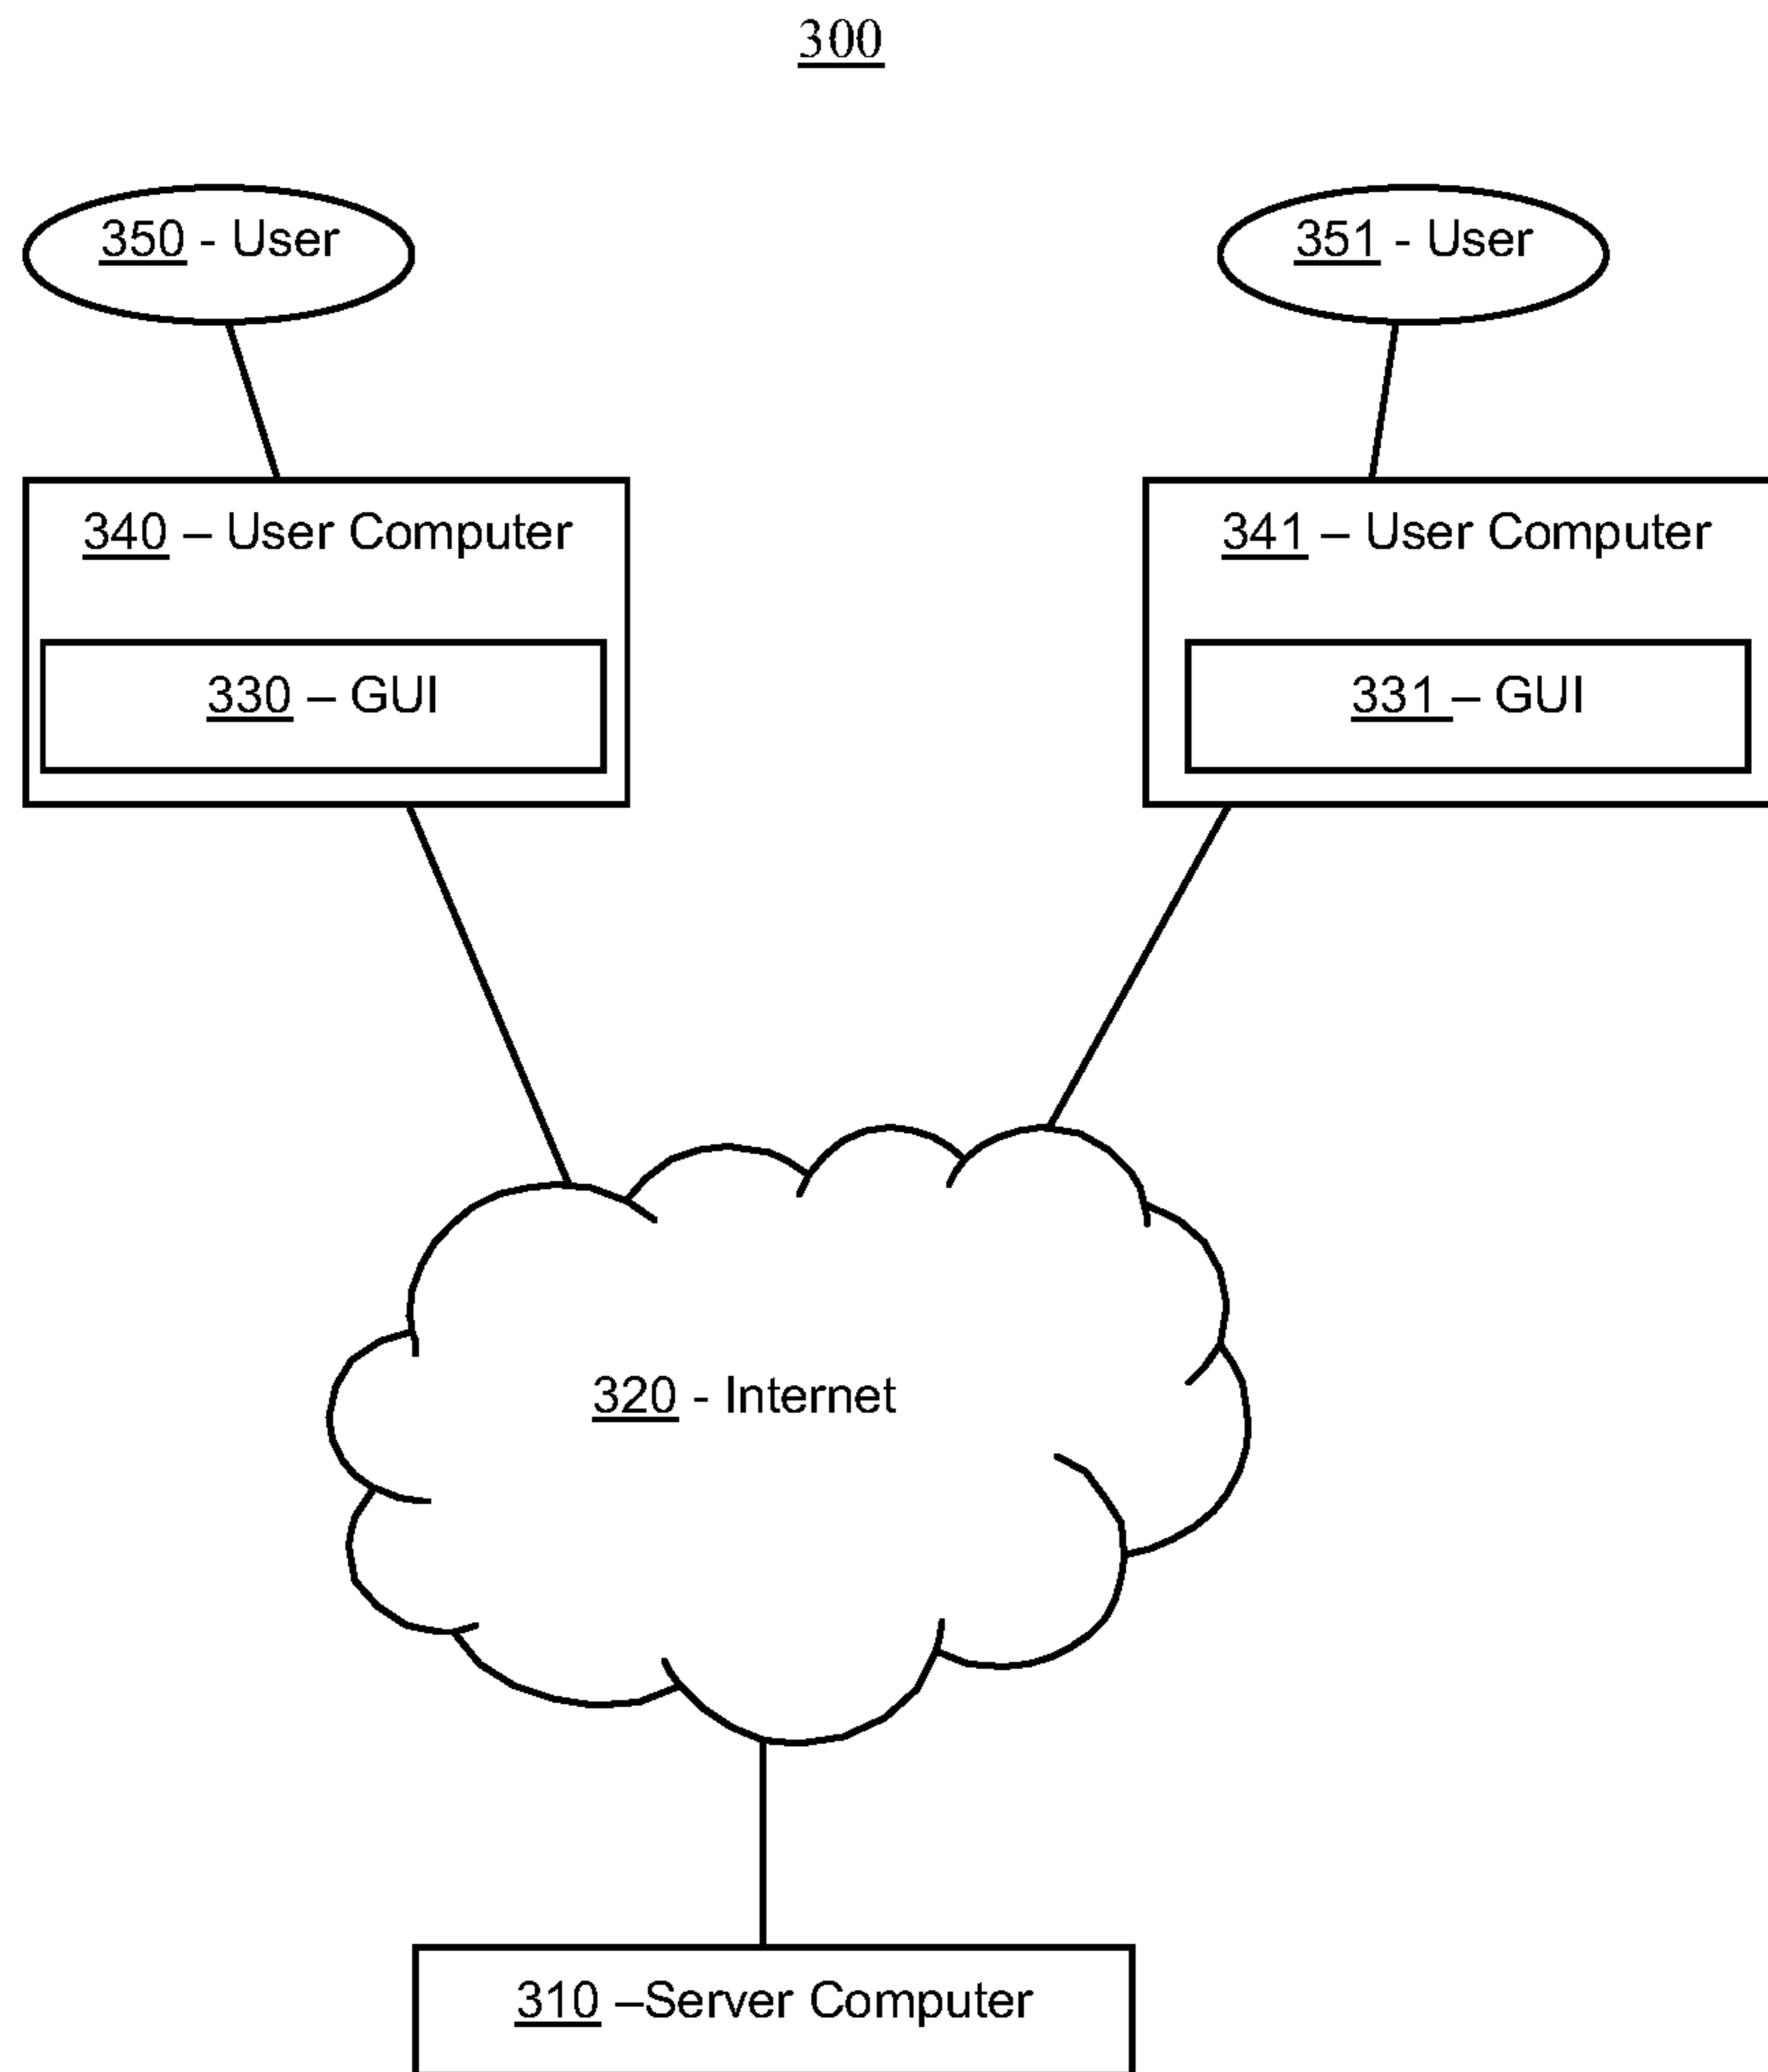 300
350 - User
351 - User
340 – User Computer
341 – User Computer
330 – GUI
331 – GUI
320 - Internet
310 –Server Computer